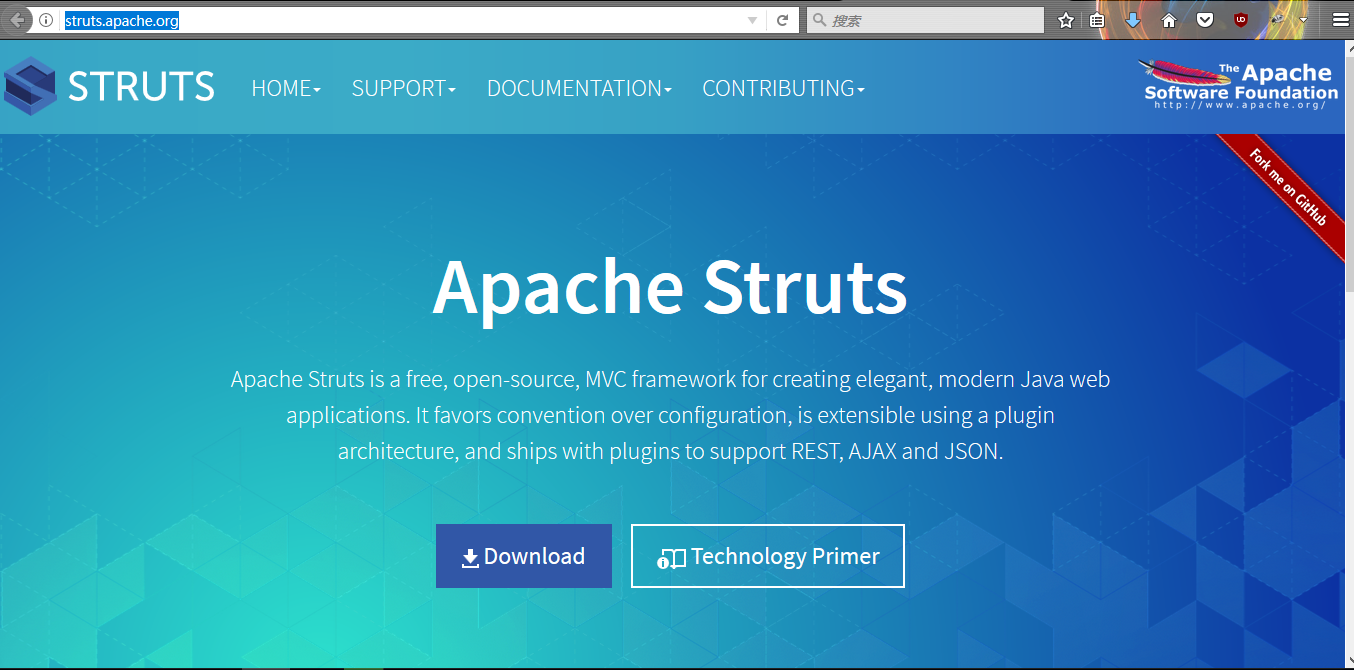 struts.apache.org
搜索
STRUTS
HOME
SUPPORT
DOCUMENTATION
CONTRIBUTING
The Apache
Software Foundation
http://www.apache.org/
Fork me on GitHub
Apache Struts
Apache Struts is a free, open-source, MVC framework for creating elegant, modern Java web
applications. It favors convention over configuration, is extensible using a plugin
architecture, and ships with plugins to support REST, AJAX and JSON.
Download
Technology Primer